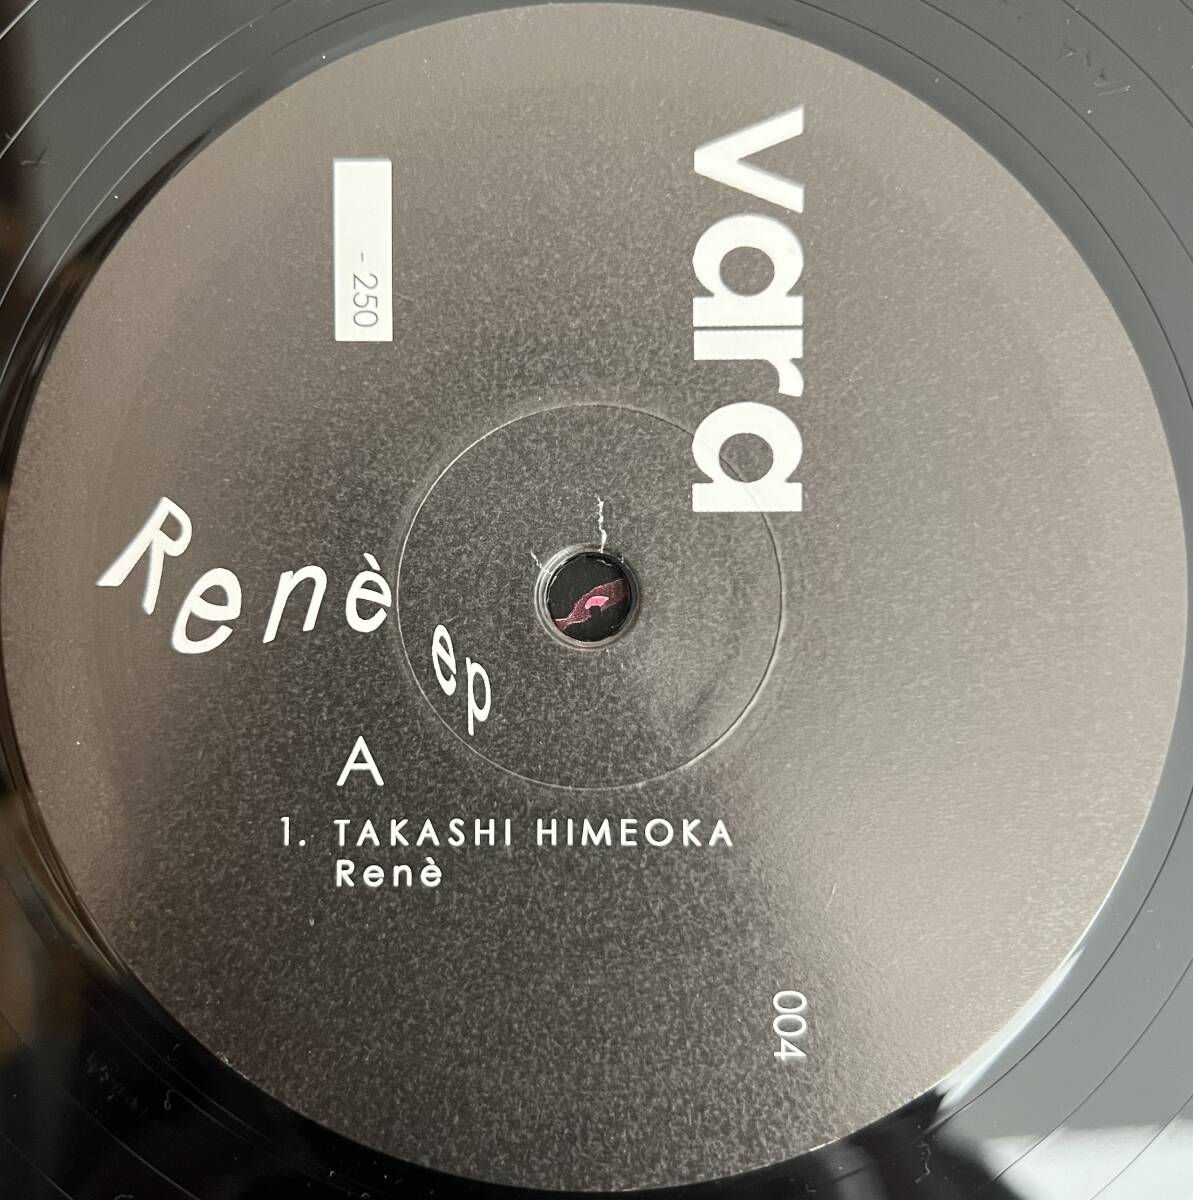 vara
- 250
Renè ep
A
1. TAKASHI HIMEOKA
Renè
004